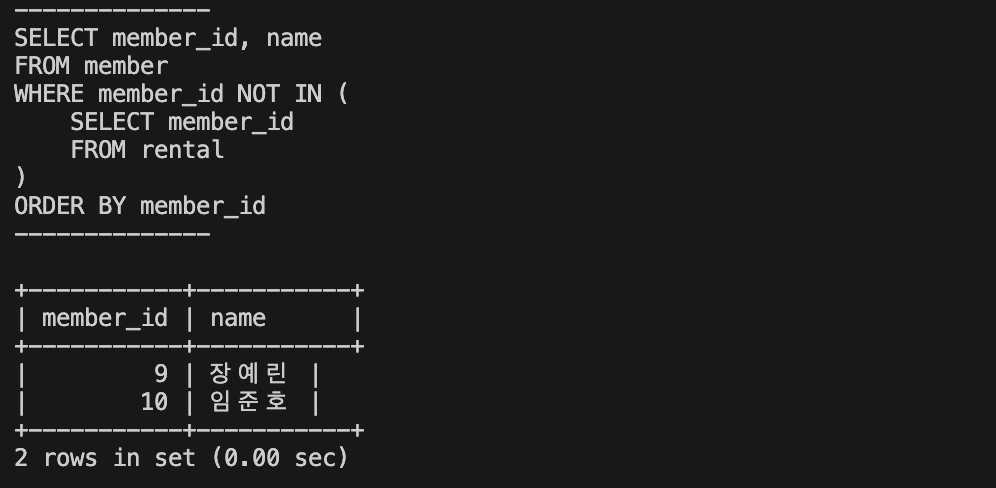 --------------
SELECT member_id, name
FROM member
WHERE member_id NOT IN (
    SELECT member_id
    FROM rental
)
ORDER BY member_id
--------------

+-----------+-----------+
| member_id | name      |
+-----------+-----------+
|         9 | 장예린 |
|        10 | 임준호 |
+-----------+-----------+
2 rows in set (0.00 sec)